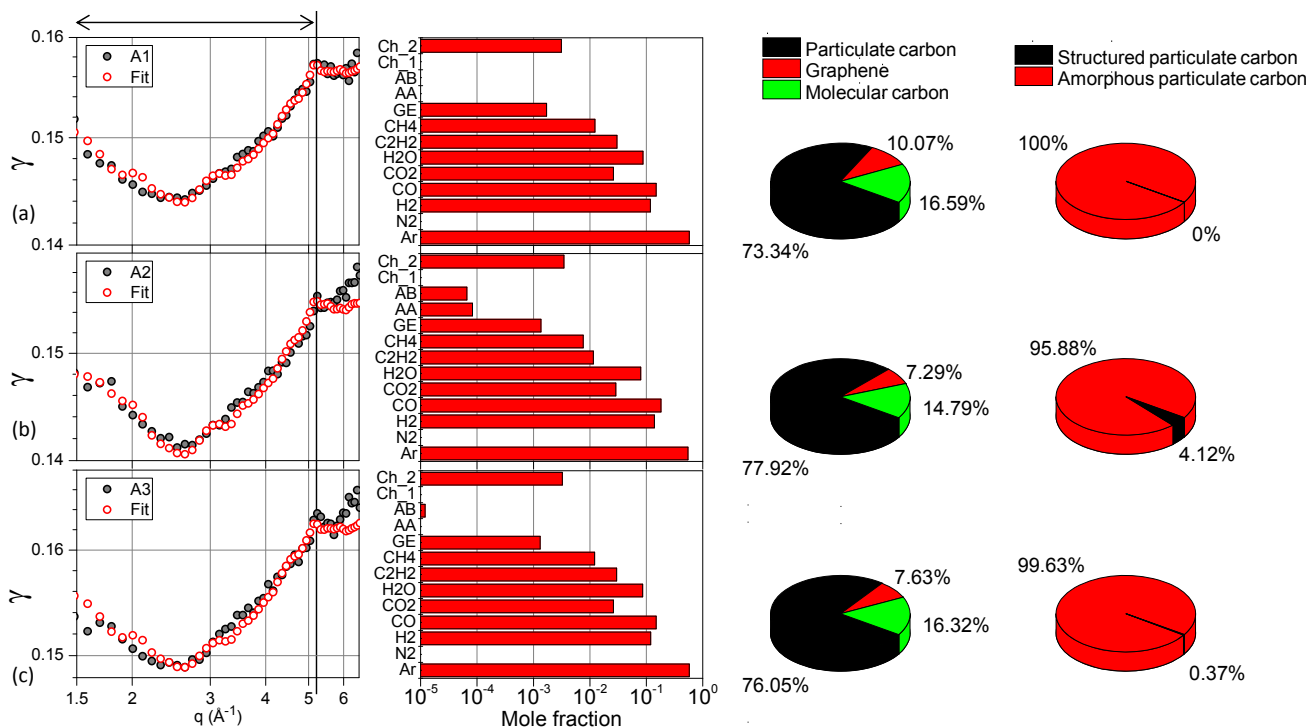 Particulate carbon
Graphene
Molecular carbon
Structured particulate carbon
Amorphous particulate carbon
0.16
0.15
0.14
γ
A1
Fit
(a)
Ch_2
Ch_1
AB
AA
GE
CH4
C2H2
H2O
CO2
CO
H2
N2
Ar
10.07%
16.59%
73.34%
100%
0%
0.15
0.14
γ
A2
Fit
(b)
Ch_2
Ch_1
AB
AA
GE
CH4
C2H2
H2O
CO2
CO
H2
N2
Ar
7.29%
14.79%
77.92%
95.88%
4.12%
0.16
0.15
γ
A3
Fit
(c)
Ch_2
Ch_1
AB
AA
GE
CH4
C2H2
H2O
CO2
CO
H2
N2
Ar
7.63%
16.32%
76.05%
99.63%
0.37%
1.5 2 3 4 5 6
q (Å⁻¹)
10⁻⁵ 10⁻⁴ 10⁻³ 10⁻² 10⁻¹ 10⁰
Mole fraction